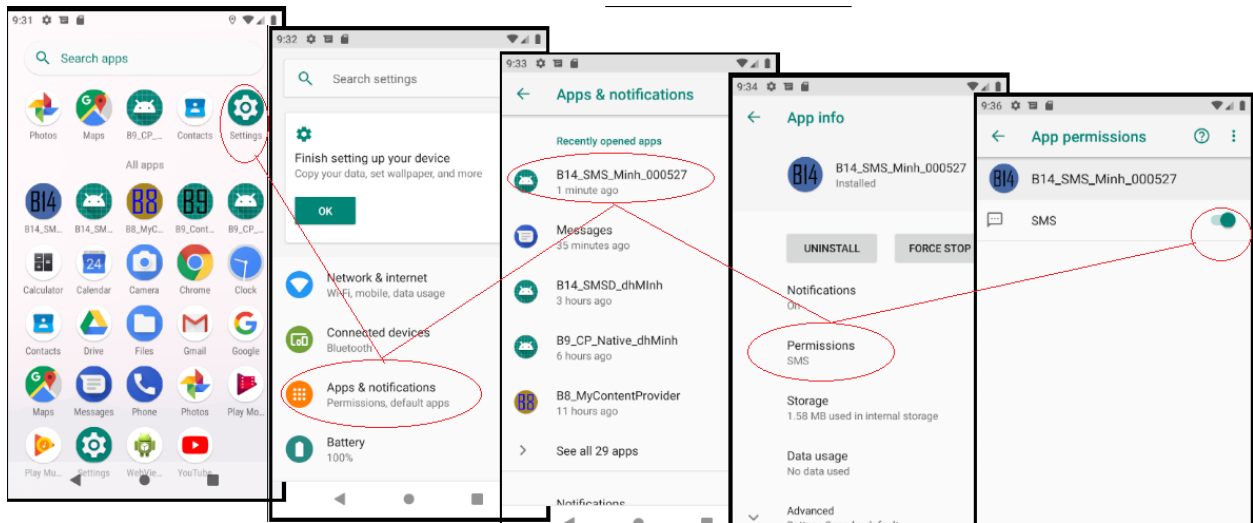 9:31
Search apps
Photos Maps B9_CP_... Contacts Settings
All apps
B14_SM... B14_SM... B8_MyC... B9_Cont... B9_CP_...
Calculator Calendar Camera Chrome Clock
Contacts Drive Files Gmail Google
Maps Messages Phone Photos Play Mo...
Play Mu... Settings WebVie... YouTube
9:32
Search settings
Finish setting up your device
Copy your data, set wallpaper, and more
OK
Network & internet
Wi-Fi, mobile, data usage
Connected devices
Bluetooth
Apps & notifications
Permissions, default apps
Battery
100%
9:33
Apps & notifications
Recently opened apps
B14_SMS_Minh_000527
1 minute ago
Messages
35 minutes ago
B14_SMSD_dhMInh
3 hours ago
B9_CP_Native_dhMinh
6 hours ago
B8
B8_MyContentProvider
11 hours ago
See all 29 apps
Notifications
9:34
App info
B14
B14_SMS_Minh_000527
Installed
UNINSTALL FORCE STOP
Notifications
On
Permissions
SMS
Storage
1.58 MB used in internal storage
Data usage
No data used
Advanced
9:36
App permissions
B14
B14_SMS_Minh_000527
SMS